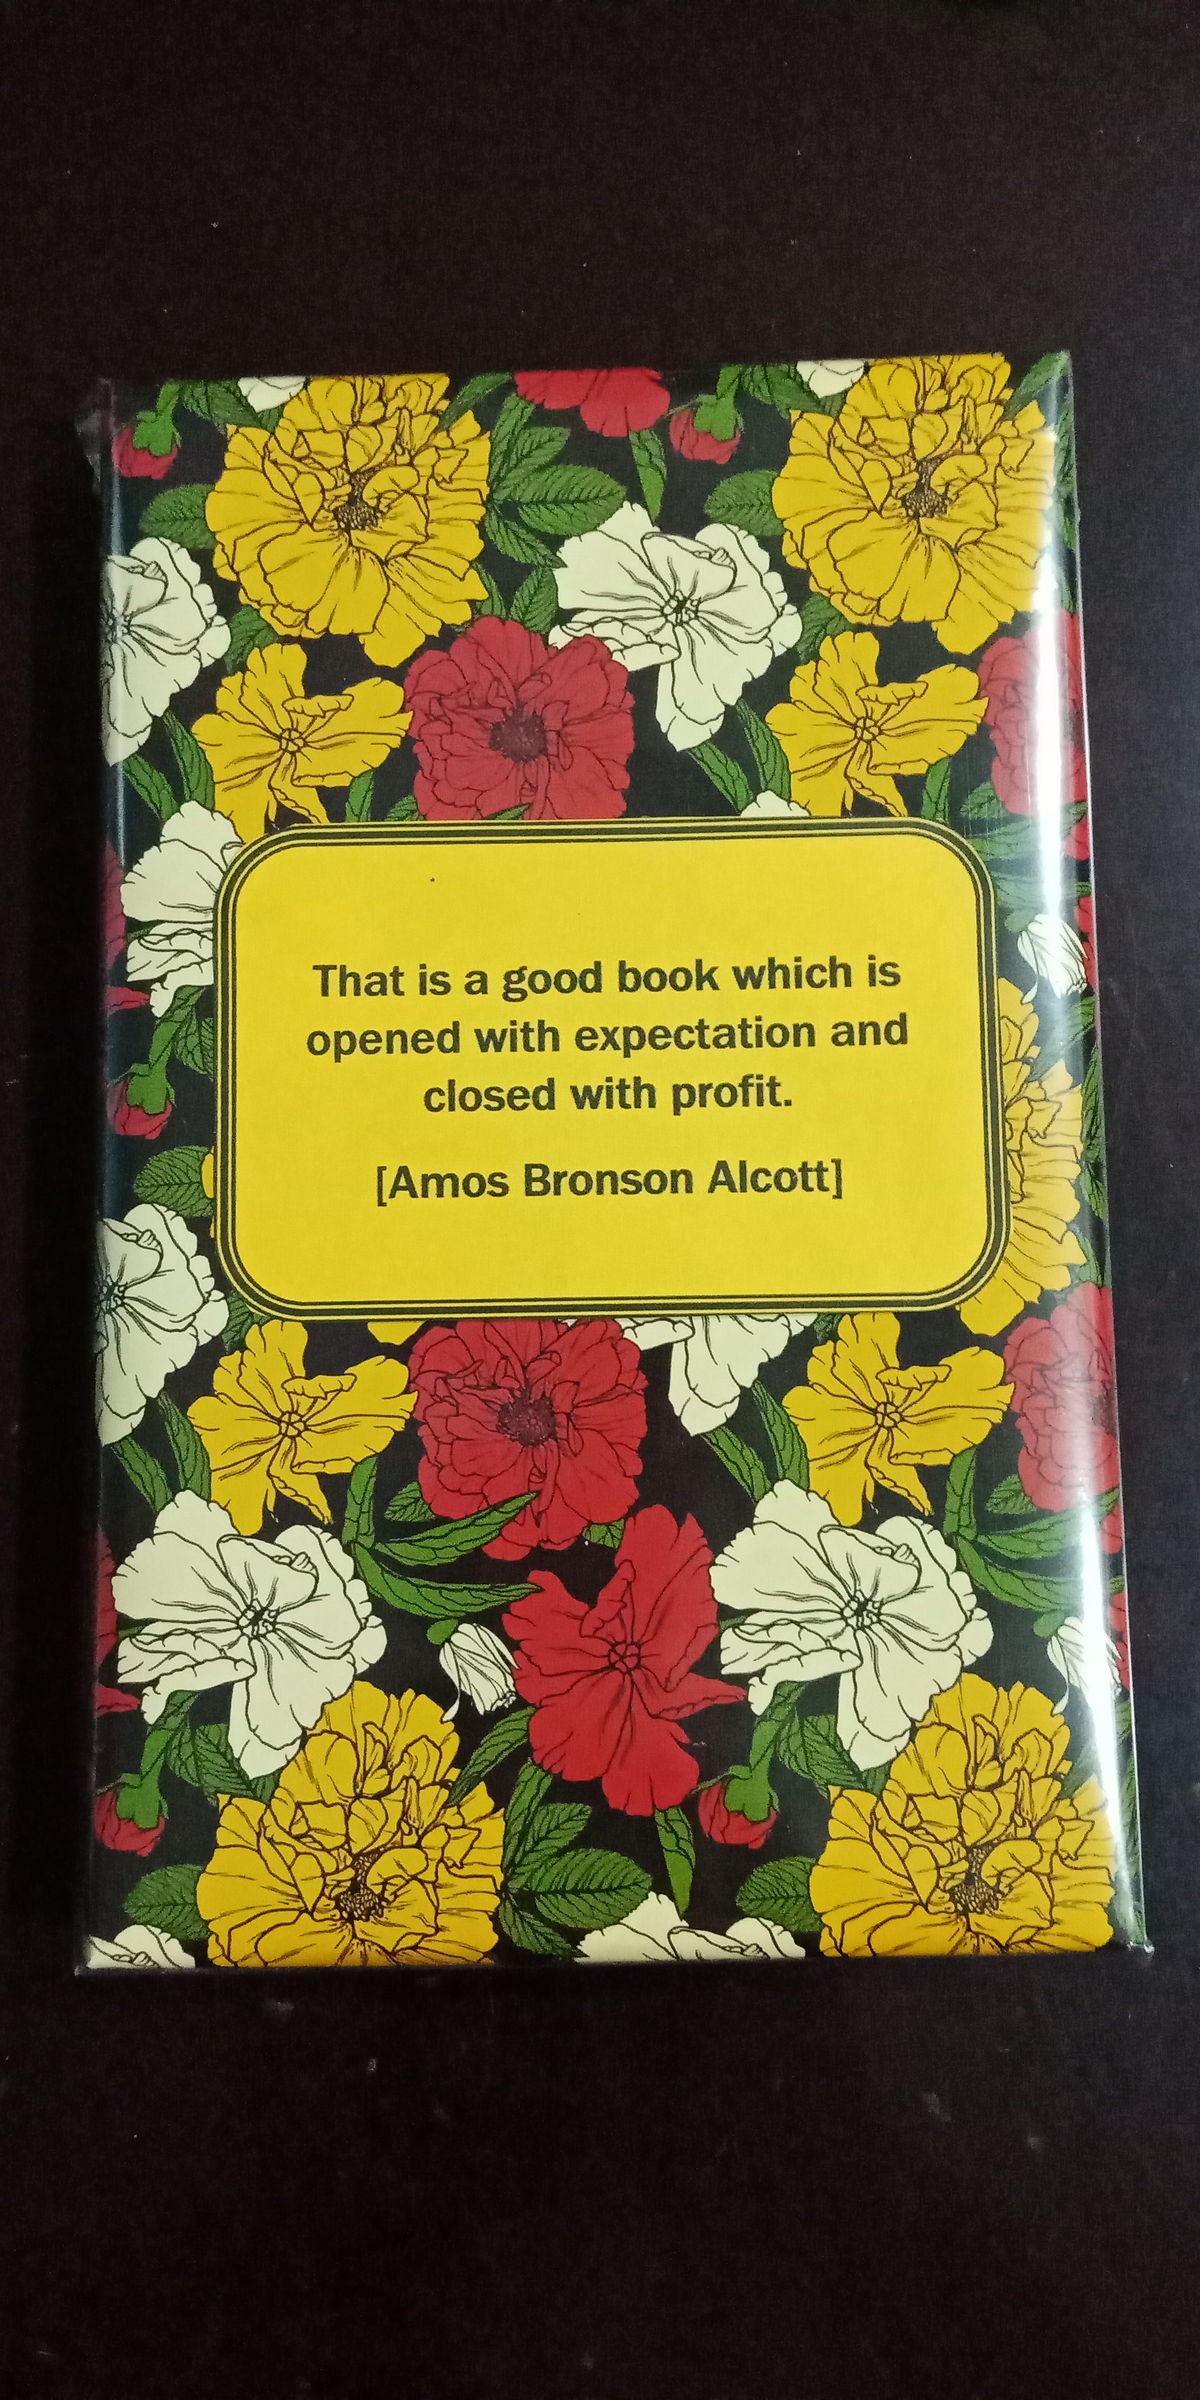 That is a good book which is
opened with expectation and
closed with profit.
[Amos Bronson Alcott]